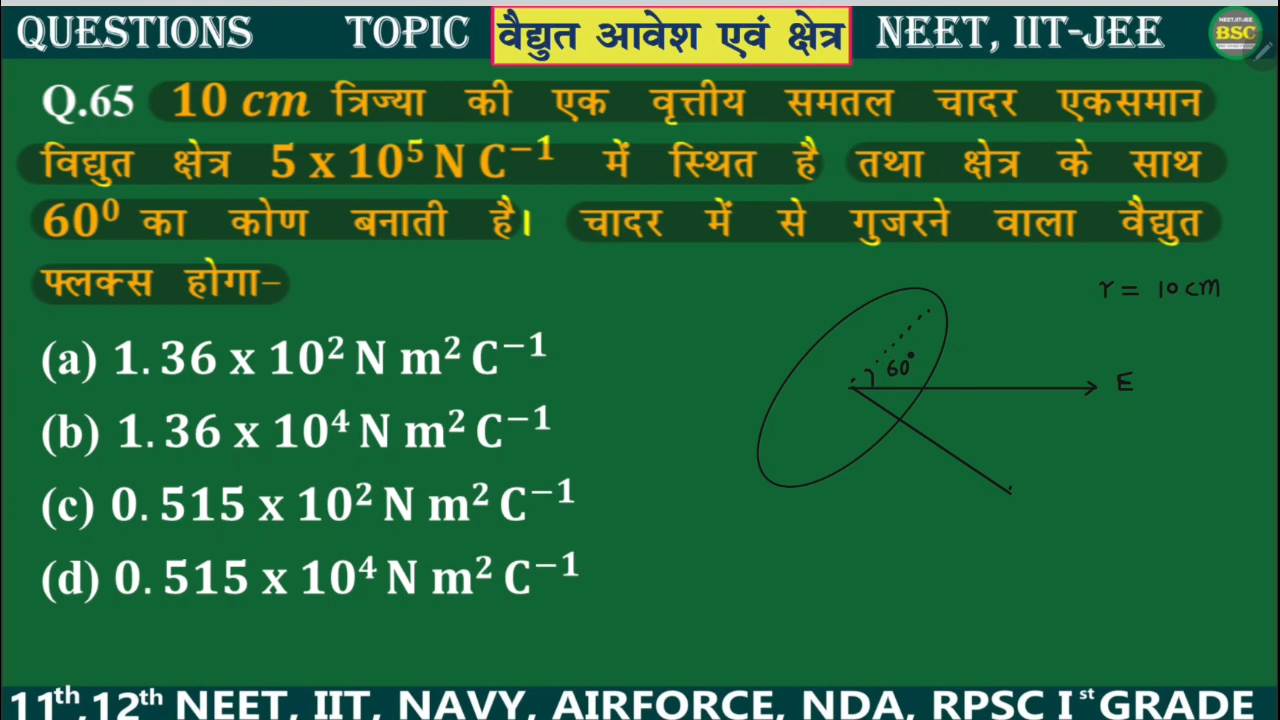 QUESTIONS TOPIC वैद्युत आवेश एवं क्षेत्र NEET, IIT-JEE
NEET,IIT-JEE
BSC
Q.65 10 cm त्रिज्या की एक वृत्तीय समतल चादर एकसमान
विद्युत क्षेत्र 5 x 10⁵ N C⁻¹ में स्थित है तथा क्षेत्र के साथ
60⁰ का कोण बनाती है। चादर में से गुजरने वाला वैद्युत
फ्लक्स होगा-
r = 10 cm
60°
E
(a) 1.36 x 10² N m² C⁻¹
(b) 1.36 x 10⁴ N m² C⁻¹
(c) 0.515 x 10² N m² C⁻¹
(d) 0.515 x 10⁴ N m² C⁻¹
11th,12th NEET, IIT, NAVY, AIRFORCE, NDA, RPSC Ist GRADE